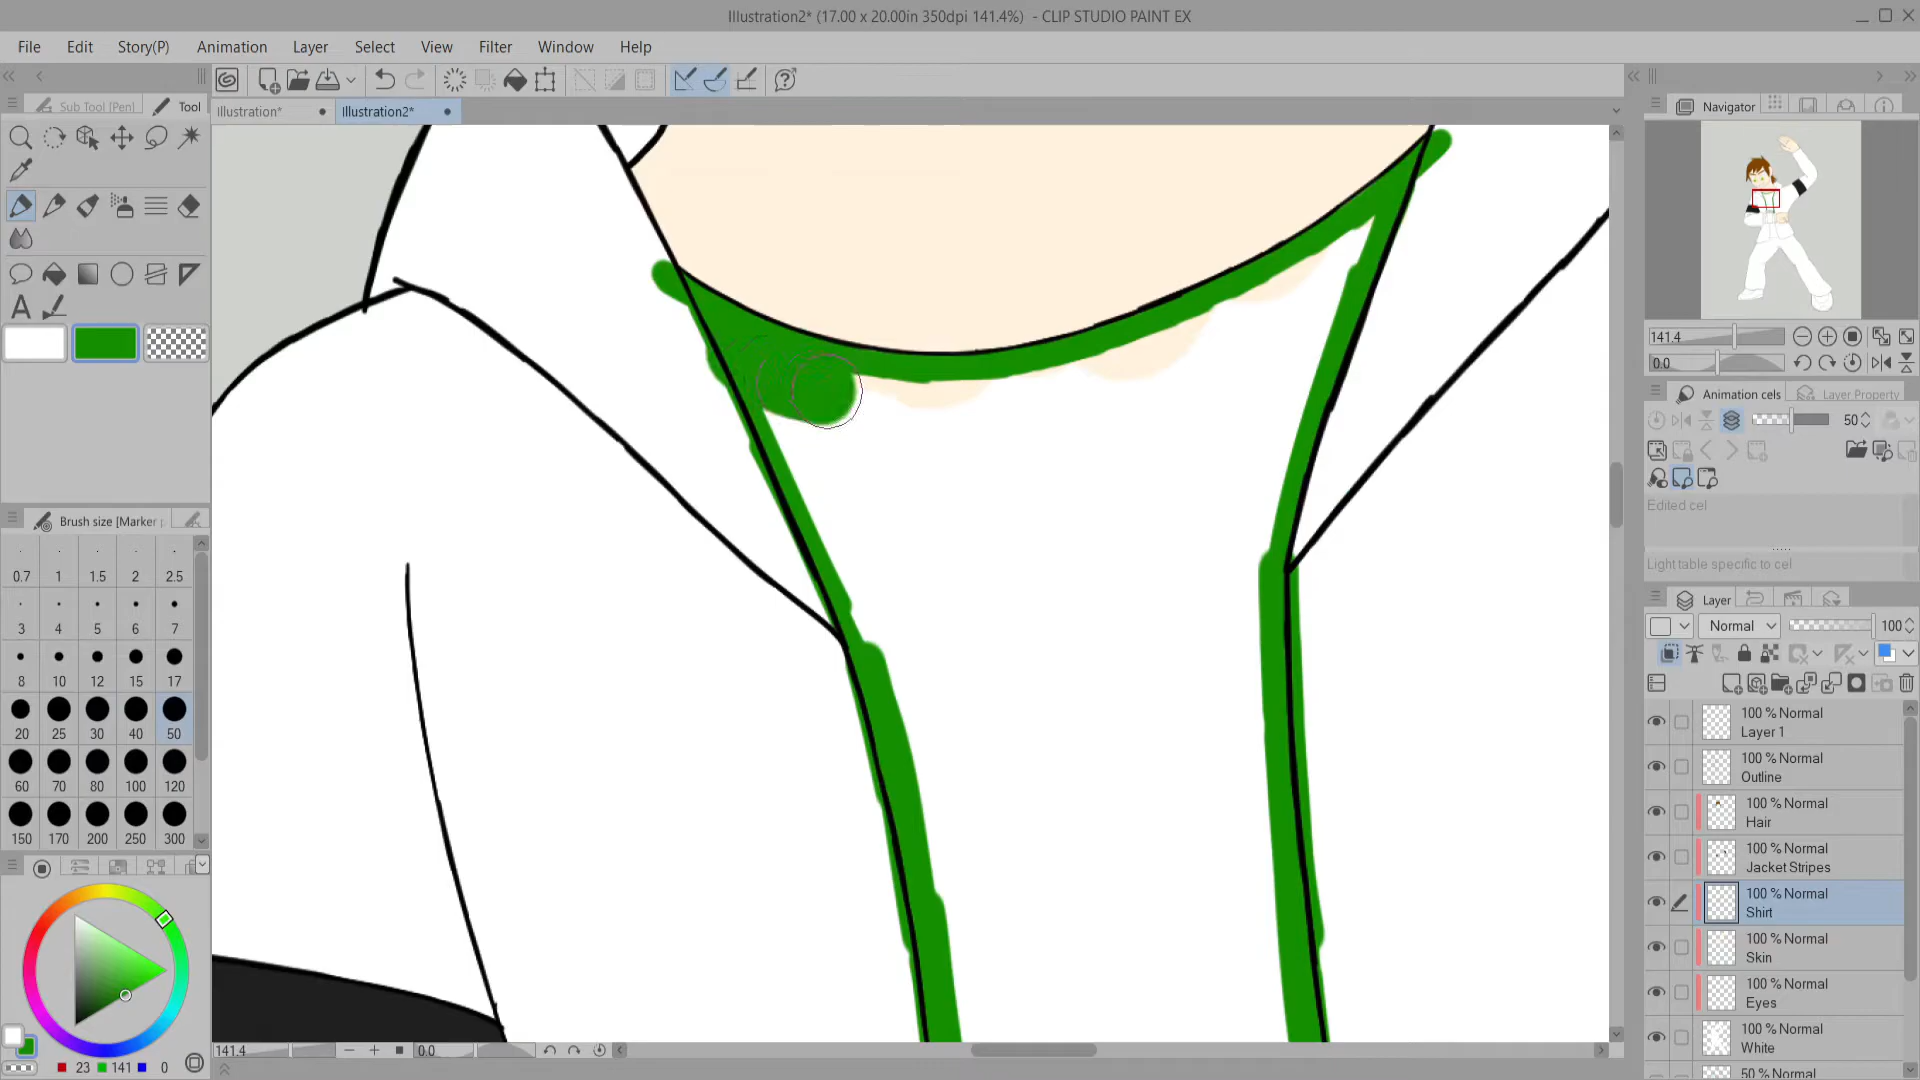 Illustration2* (17.00 x 20.00in 350dpi 141.4%) - CLIP STUDIO PAINT EX
File Edit Story(P) Animation Layer Select View Filter Window Help
Sub Tool [Pen] Tool
Illustration* Illustration2*
Navigator
141.4
0.0
Animation cels Layer Property
50
Edited cel
Light table specific to cel
Brush size [Marker
0.7 1 1.5 2 2.5
3 4 5 6 7
8 10 12 15 17
20 25 30 40 50
60 70 80 100 120
150 170 200 250 300
23 141 0
141.4 0.0
Layer
Normal 100
100 % Normal
Layer 1
100 % Normal
Outline
100 % Normal
Hair
100 % Normal
Jacket Stripes
100 % Normal
Shirt
100 % Normal
Skin
100 % Normal
Eyes
100 % Normal
White
50 % Normal